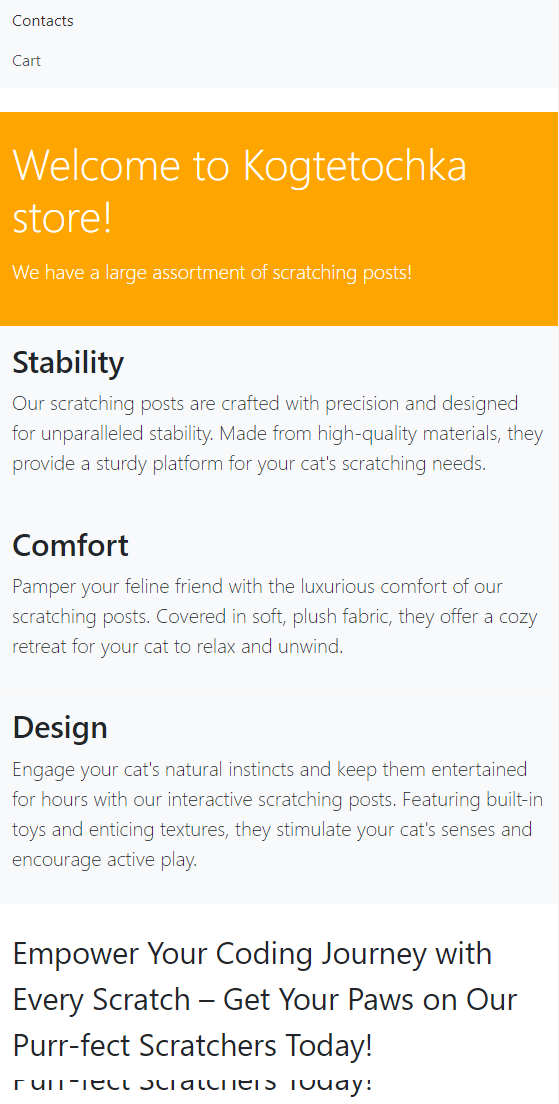 Contacts
Cart
Welcome to Kogtetochka
store!
We have a large assortment of scratching posts!
Stability
Our scratching posts are crafted with precision and designed
for unparalleled stability. Made from high-quality materials, they
provide a sturdy platform for your cat's scratching needs.
Comfort
Pamper your feline friend with the luxurious comfort of our
scratching posts. Covered in soft, plush fabric, they offer a cozy
retreat for your cat to relax and unwind.
Design
Engage your cat's natural instincts and keep them entertained
for hours with our interactive scratching posts. Featuring built-in
toys and enticing textures, they stimulate your cat's senses and
encourage active play.
Empower Your Coding Journey with
Every Scratch – Get Your Paws on Our
Purr-fect Scratchers Today!
Purr-fect Scratchers Today!